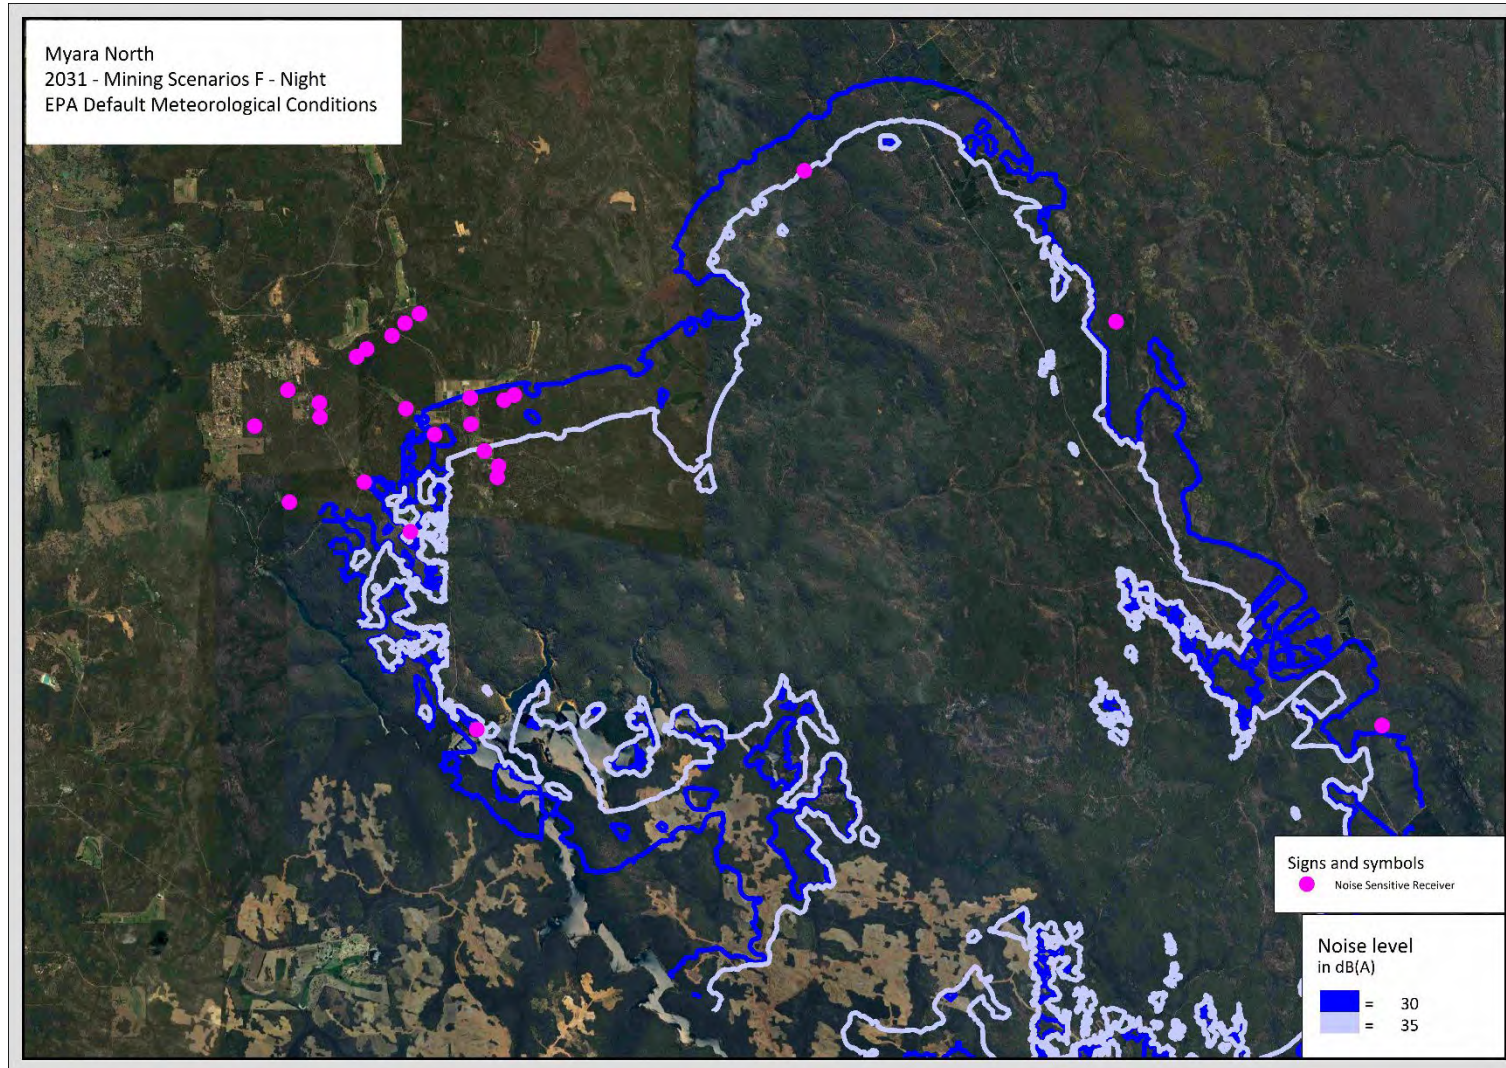 Myara North
2031 - Mining Scenarios F - Night
EPA Default Meteorological Conditions
Signs and symbols
Noise Sensitive Receiver
Noise level
in dB(A)
= 30
= 35